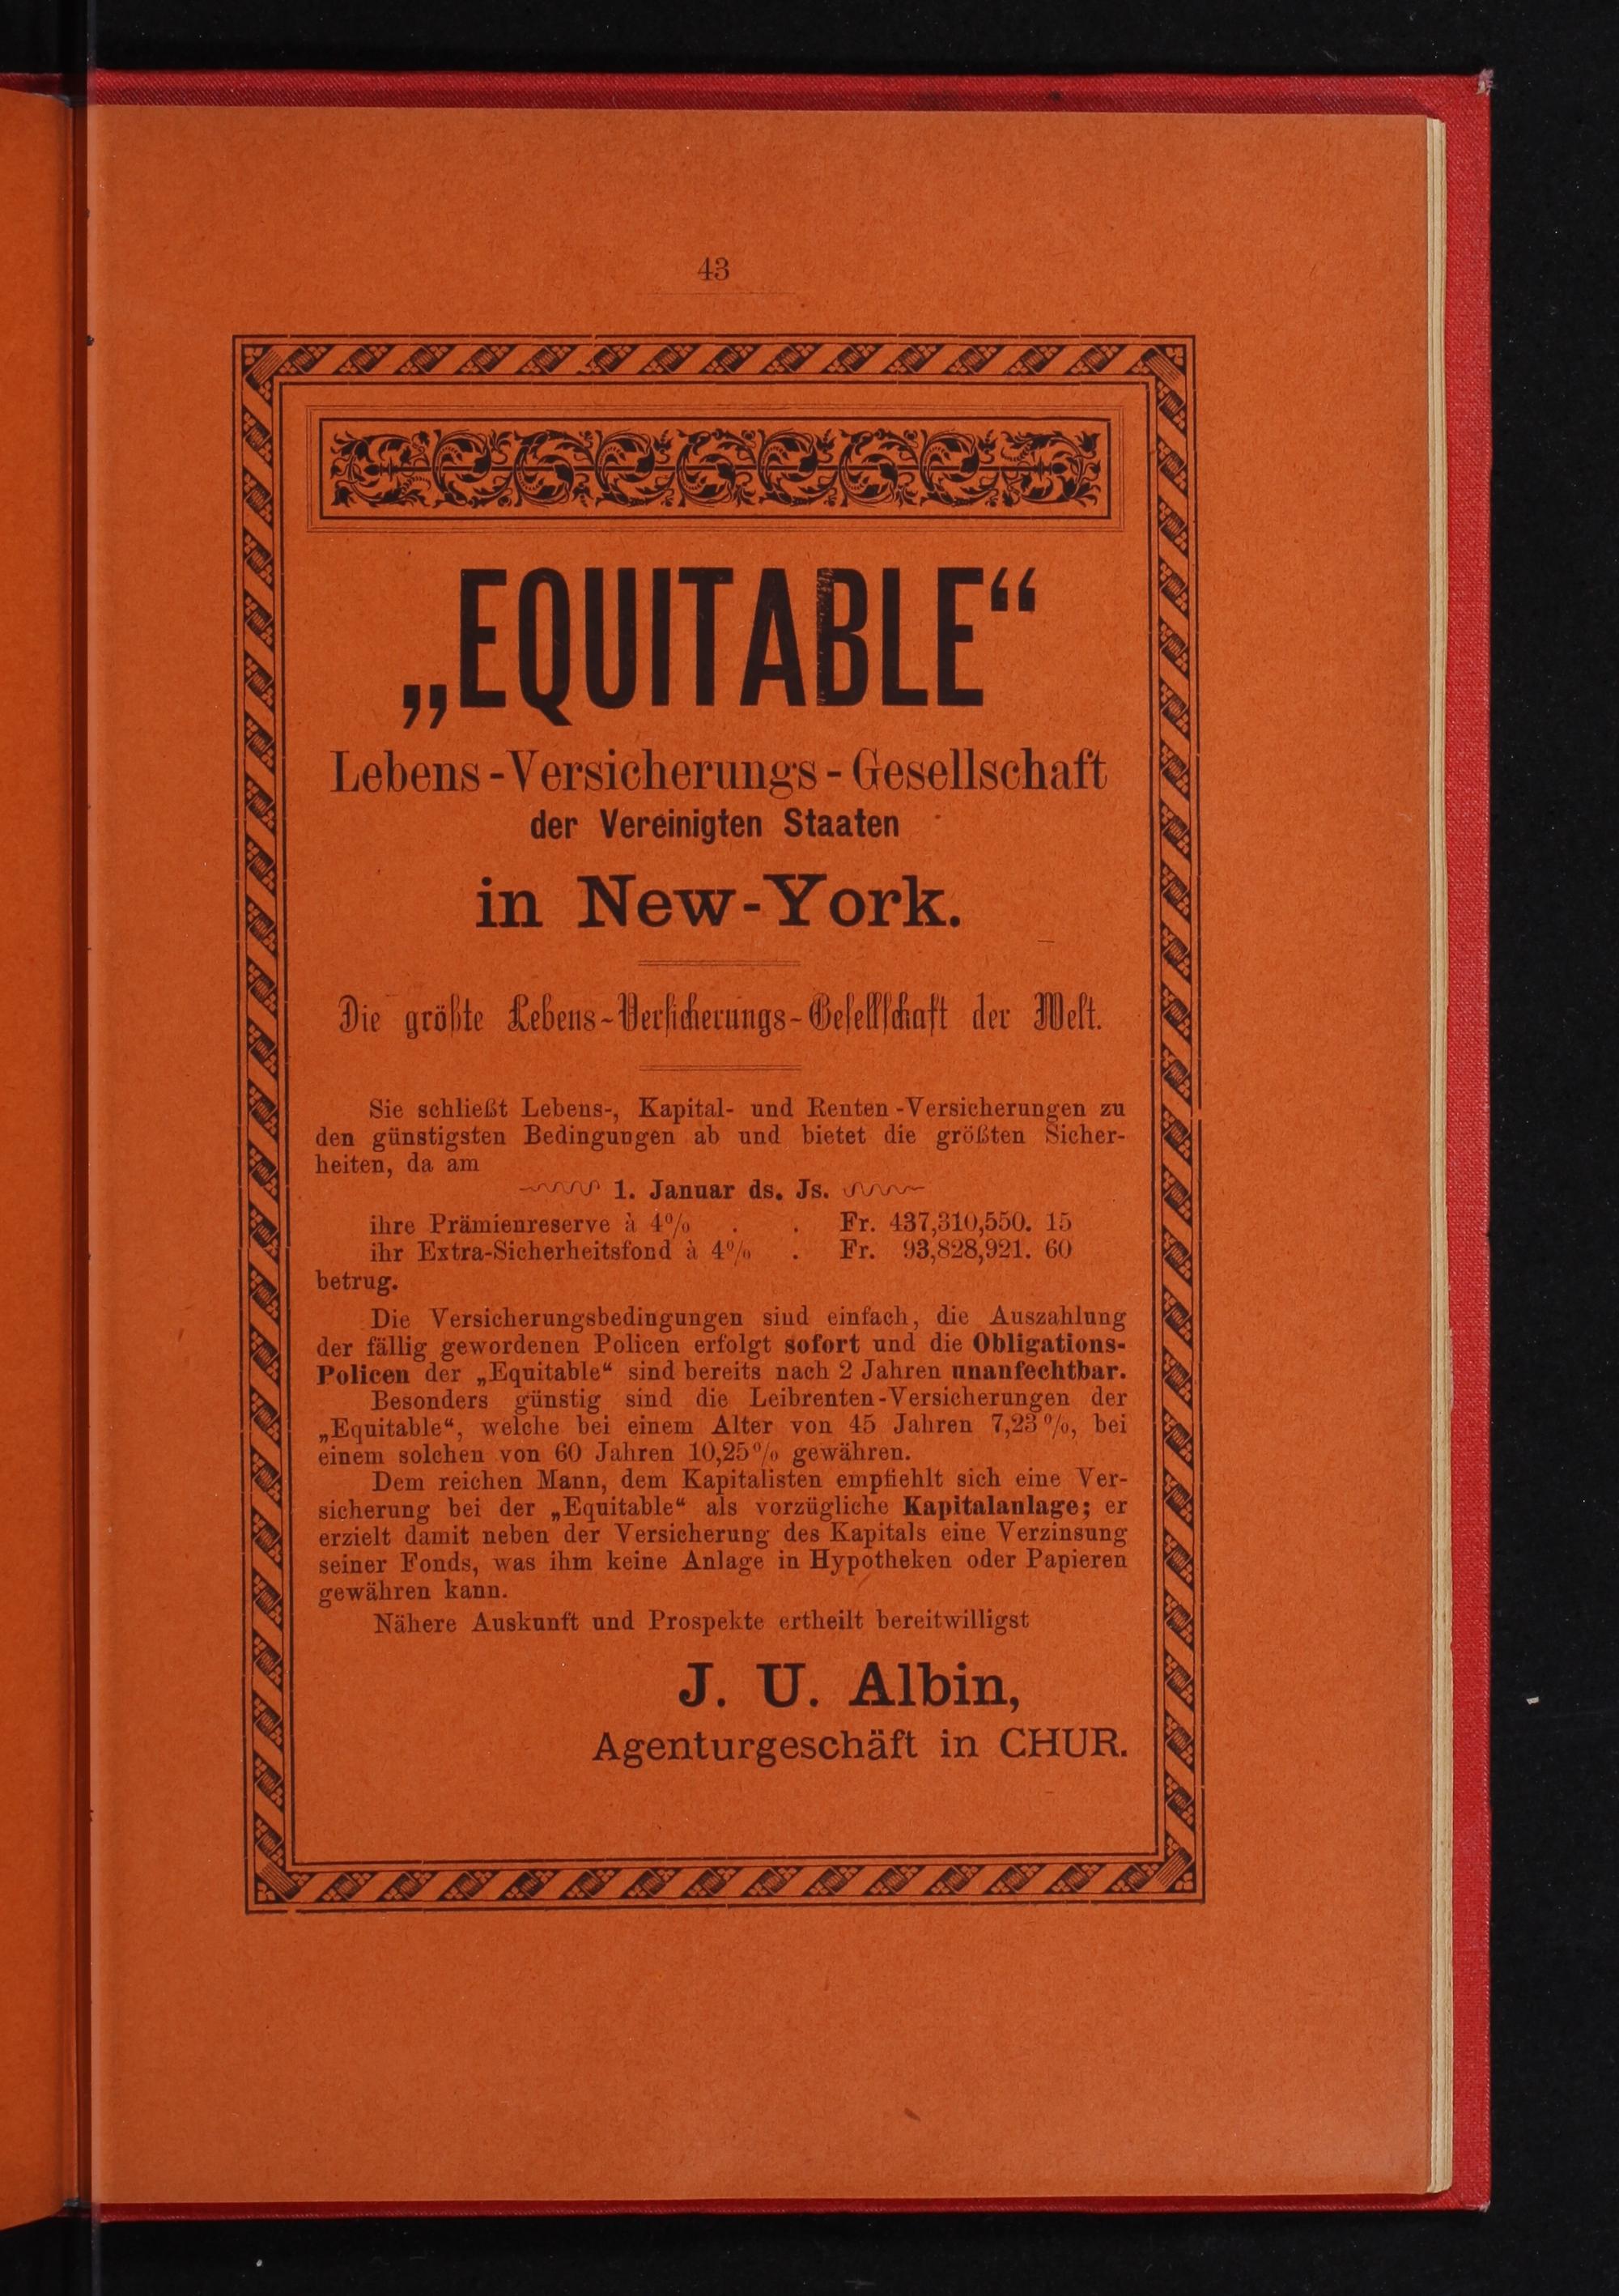 43
„EQUITABLE“
Lebens-Versicherungs-Gesellschaft
der Vereinigten Staaten
in New-York.
Die größte Lebens-Versicherungs-Gesellschaft der Welt.
Sie schließt Lebens-, Kapital- und Renten-Versicherungen zu
den günstigsten Bedingungen ab und bietet die größten Sicher-
heiten, da am
1. Januar ds. Js.
ihre Prämienreserve à 4% . . Fr. 437,310,550. 15
ihr Extra-Sicherheitsfond à 4% . Fr. 93,828,921. 60
betrug.
Die Versicherungsbedingungen sind einfach, die Auszahlung
der fällig gewordenen Policen erfolgt sofort und die Obligations-
Policen der „Equitable“ sind bereits nach 2 Jahren unanfechtbar.
Besonders günstig sind die Leibrenten-Versicherungen der
„Equitable“, welche bei einem Alter von 45 Jahren 7,23%, bei
einem solchen von 60 Jahren 10,25% gewähren.
Dem reichen Mann, dem Kapitalisten empfiehlt sich eine Ver-
sicherung bei der „Equitable“ als vorzügliche Kapitalanlage; er
erzielt damit neben der Versicherung des Kapitals eine Verzinsung
seiner Fonds, was ihm keine Anlage in Hypotheken oder Papieren
gewähren kann.
Nähere Auskunft und Prospekte ertheilt bereitwilligst
J. U. Albin,
Agenturgeschäft in CHUR.